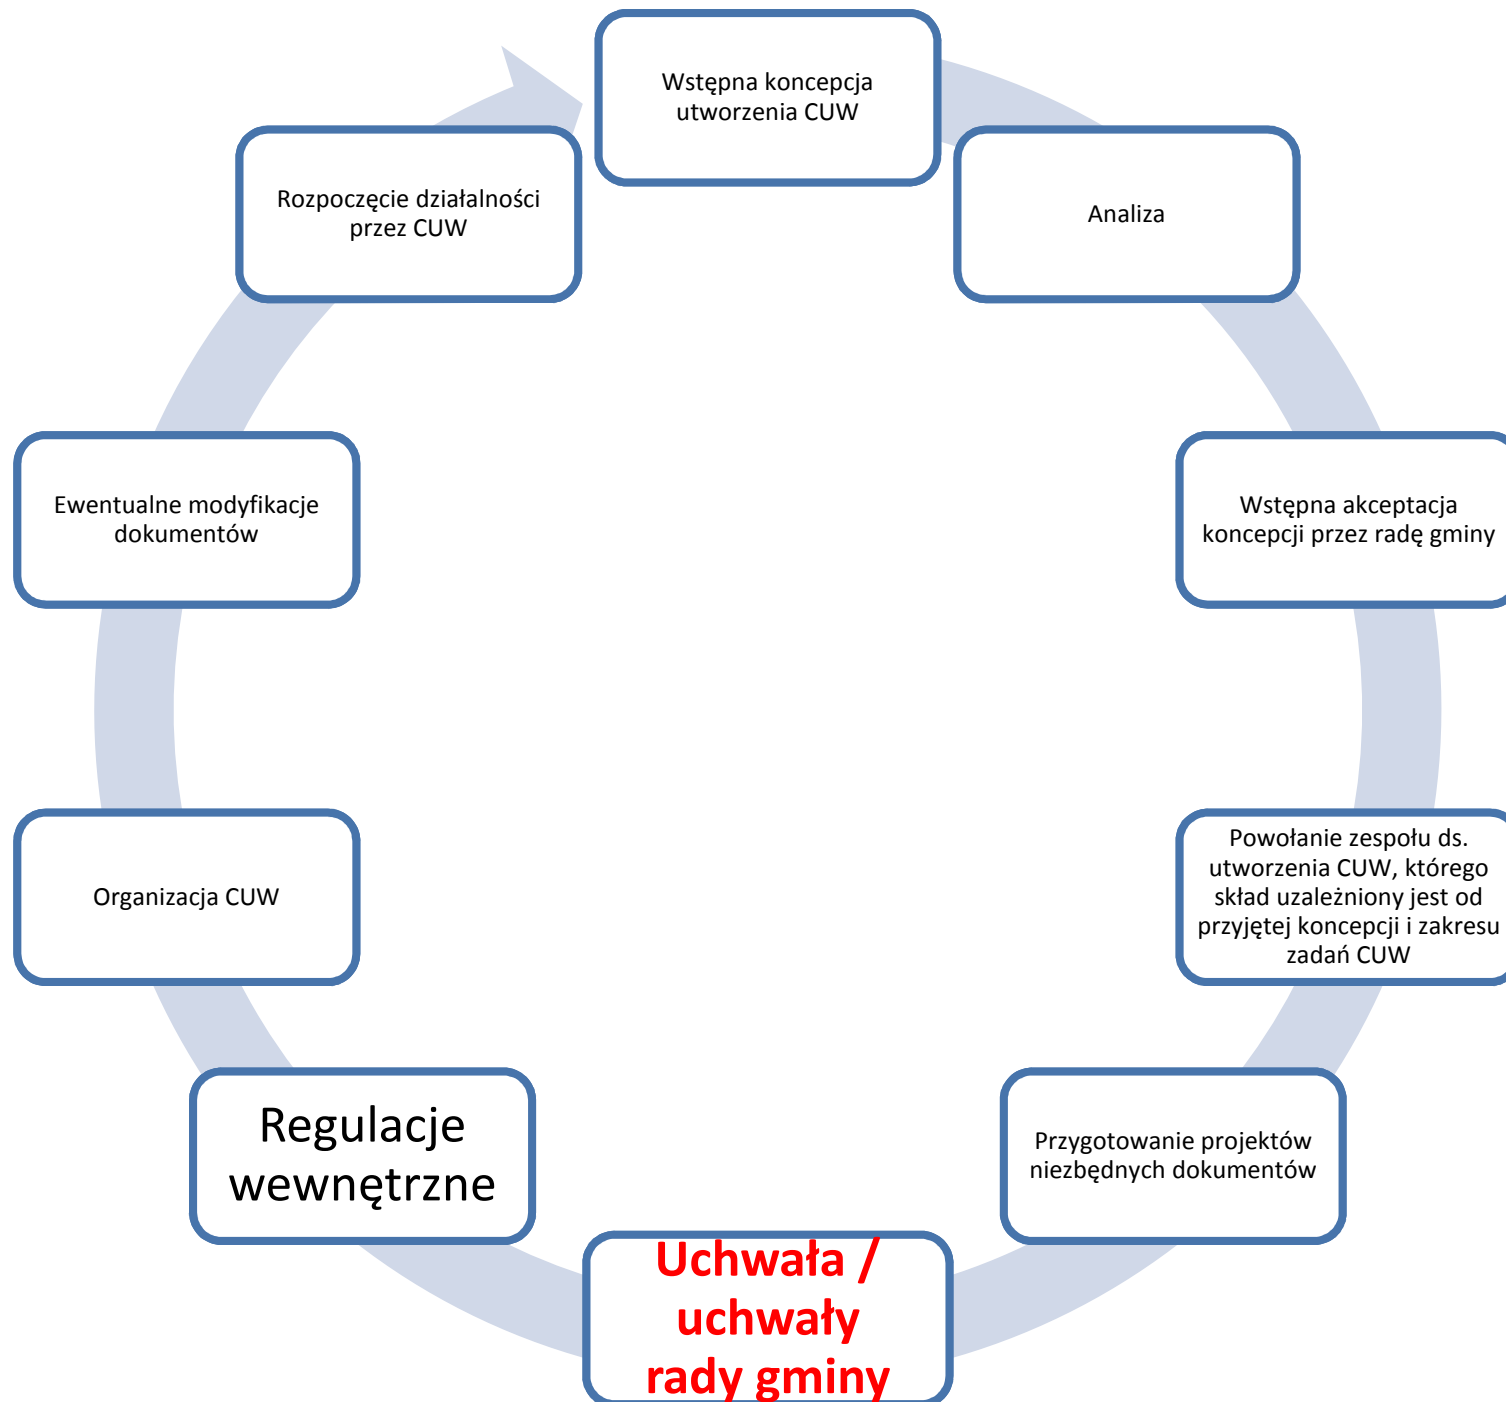 Wstępna koncepcja
utworzenia CUW
Analiza
Wstępna akceptacja
koncepcji przez radę gminy
Powołanie zespołu ds.
utworzenia CUW, którego
skład uzależniony jest od
przyjętej koncepcji i zakresu
zadań CUW
Przygotowanie projektów
niezbędnych dokumentów
Uchwała /
uchwały
rady gminy
Regulacje
wewnętrzne
Organizacja CUW
Ewentualne modyfikacje
dokumentów
Rozpoczęcie działalności
przez CUW